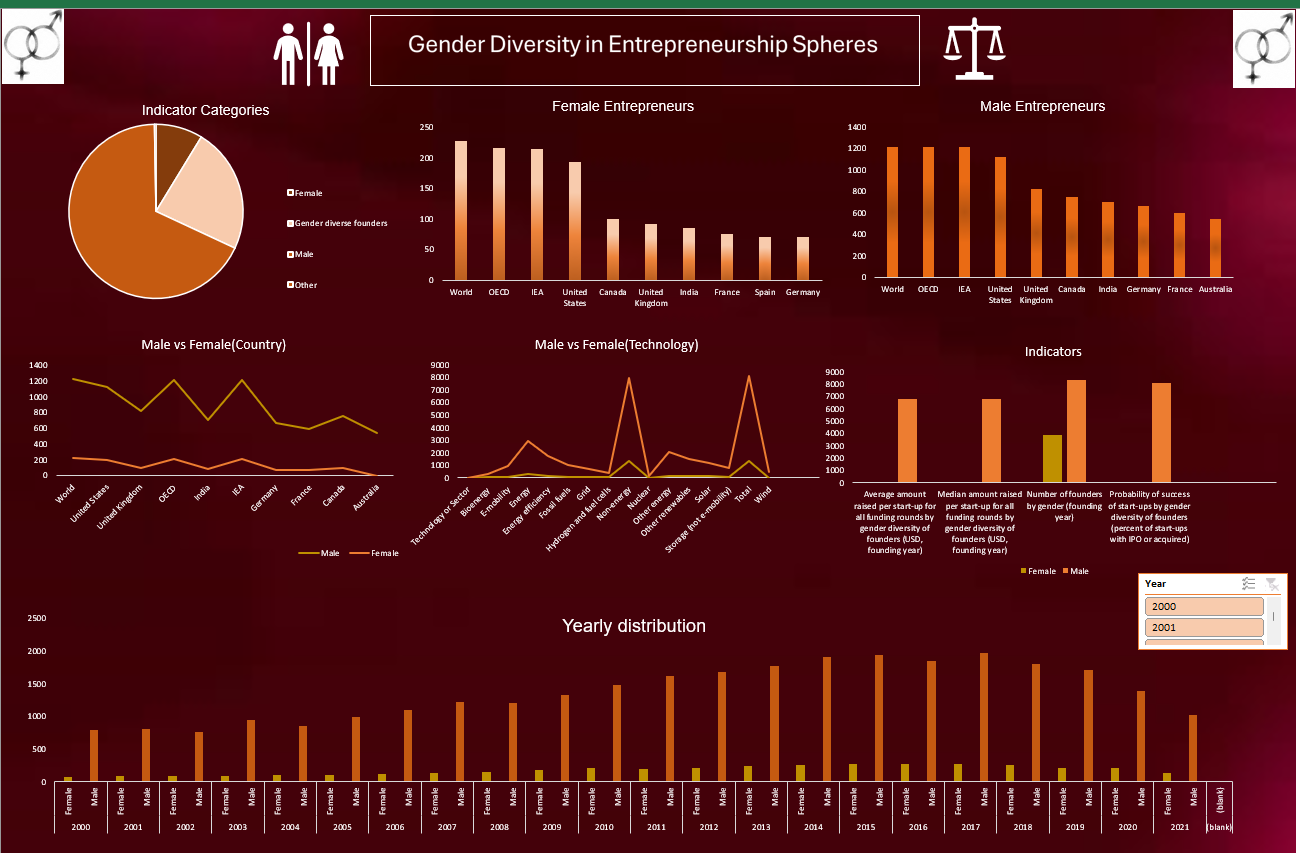 Gender Diversity in Entrepreneurship Spheres
Indicator Categories
Female
Gender diverse founders
Male
Other
Female Entrepreneurs
250
200
150
100
50
0
World OECD IEA United States Canada United Kingdom India France Spain Germany
Male Entrepreneurs
1400
1200
1000
800
600
400
200
0
World OECD IEA United States United Kingdom Canada India Germany France Australia
Male vs Female(Country)
1400
1200
1000
800
600
400
200
0
World United States United Kingdom OECD India IEA Germany France Canada Australia
Male Female
Male vs Female(Technology)
9000
8000
7000
6000
5000
4000
3000
2000
1000
0
Technology or Sector Bioenergy E-mobility Energy Energy efficiency Fossil fuels Grid Hydrogen and fuel cells Non-energy Nuclear Other energy Other renewables Solar Storage (not e-mobility) Total Wind
Indicators
9000
8000
7000
6000
5000
4000
3000
2000
1000
0
Average amount
raised per start-up for
all funding rounds by
gender diversity of
founders (USD,
founding year)
Median amount raised
per start-up for all
funding rounds by
gender diversity of
founders (USD,
founding year)
Number of founders
by gender (founding
year)
Probability of success
of start-ups by gender
diversity of founders
(percent of start-ups
with IPO or acquired)
Female Male
Year
2000
2001
Yearly distribution
2500
2000
1500
1000
500
0
Female Male Female Male Female Male Female Male Female Male Female Male Female Male Female Male Female Male Female Male Female Male Female Male Female Male Female Male Female Male Female Male Female Male Female Male Female Male Female Male Female Male Female Male (blank)
2000 2001 2002 2003 2004 2005 2006 2007 2008 2009 2010 2011 2012 2013 2014 2015 2016 2017 2018 2019 2020 2021 (blank)